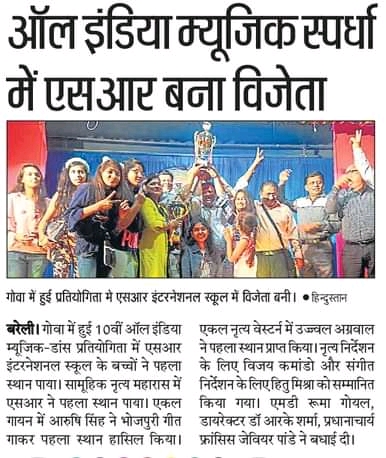 ऑल इंडिया म्यूजिक स्पर्धा
में एसआर बना विजेता
गोवा में हुई प्रतियोगिता मे एसआर इंटरनेशनल स्कूल में विजेता बनी। ● हिन्दुस्तान
बरेली। गोवा में हुई 10वीं ऑल इंडिया
म्यूजिक-डांस प्रतियोगिता में एसआर
इंटरनेशनल स्कूल के बच्चों ने पहला
स्थान पाया। सामूहिक नृत्य महारास में
एसआर ने पहला स्थान पाया। एकल
गायन में आरुषि सिंह ने भोजपुरी गीत
गाकर पहला स्थान हासिल किया।
एकल नृत्य वेस्टर्न में उज्ज्वल अग्रवाल
ने पहला स्थान प्राप्त किया। नृत्य निर्देशन
के लिए विजय कमांडो और संगीत
निर्देशन के लिए हितु मिश्रा को सम्मानित
किया गया। एमडी रूमा गोयल,
डायरेक्टर डॉ आरके शर्मा, प्रधानाचार्य
फ्रांसिस जेवियर पांडे ने बधाई दी।